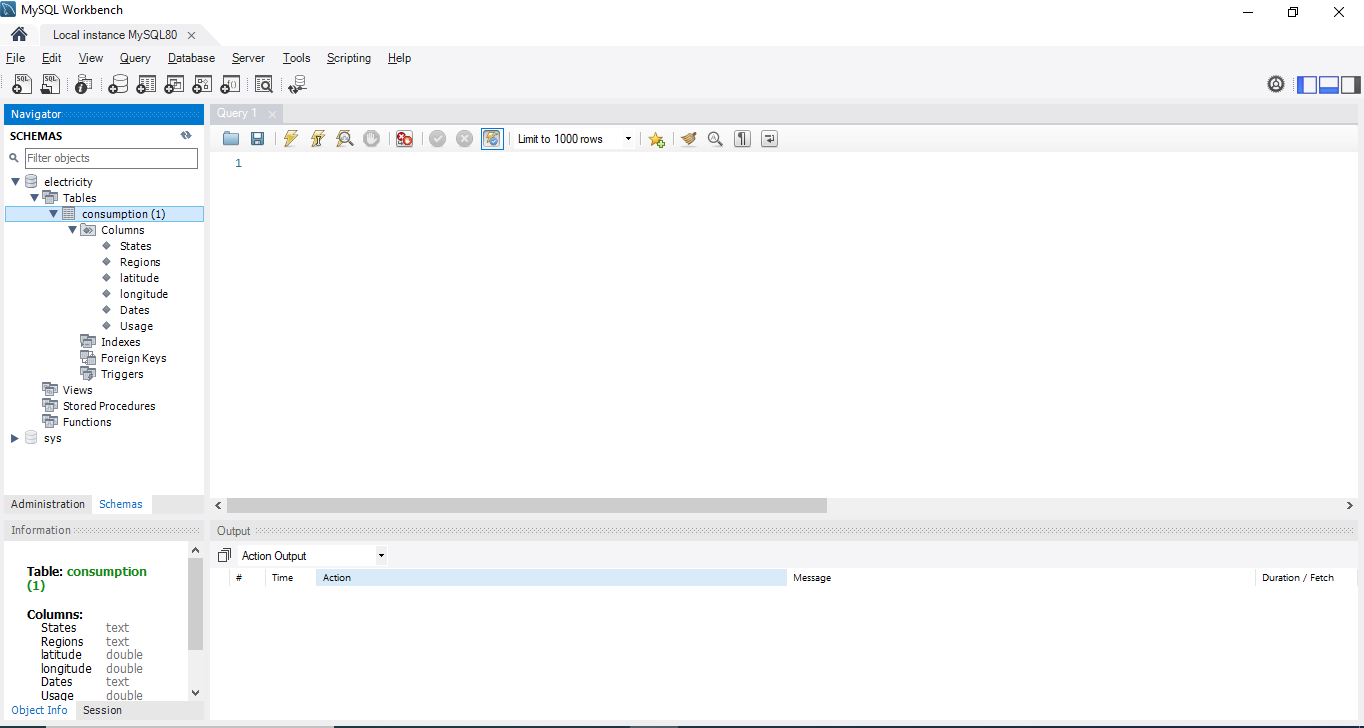 MySQL Workbench
Local instance MySQL80
File Edit View Query Database Server Tools Scripting Help
Navigator
SCHEMAS
Filter objects
electricity
Tables
consumption (1)
Columns
States
Regions
latitude
longitude
Dates
Usage
Indexes
Foreign Keys
Triggers
Views
Stored Procedures
Functions
sys
Administration Schemas
Information
Table: consumption
(1)
Columns:
States text
Regions text
latitude double
longitude double
Dates text
Usage double
Object Info Session
Query 1
Limit to 1000 rows
1
Output
Action Output
# Time Action Message Duration / Fetch